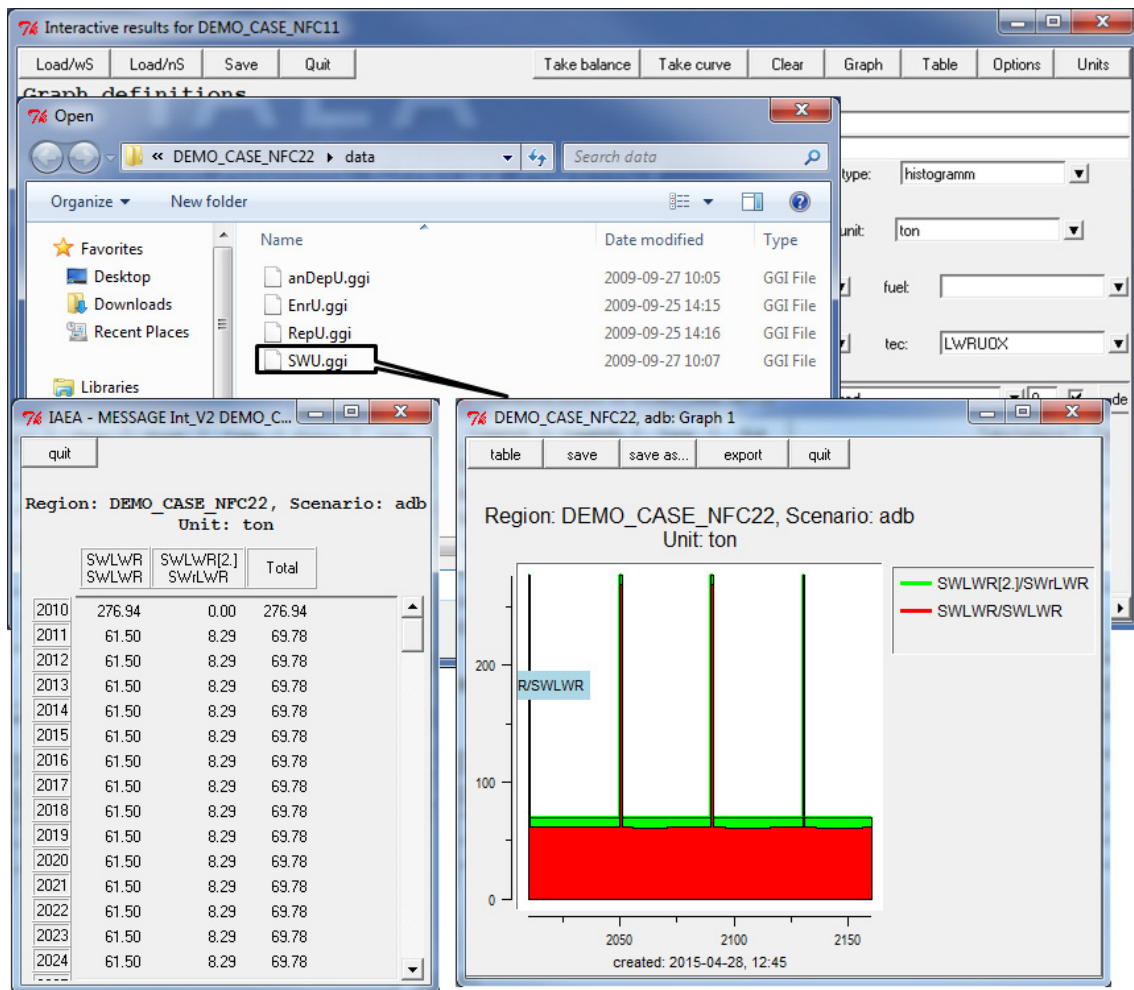 Interactive results for DEMO_CASE_NFC11
Load/wS Load/nS Save Quit Take balance Take curve Clear Graph Table Options Units
Graph definitions
IAEA
Open
« DEMO_CASE_NFC22 data Search data
type: histogramm
Organize New folder
unit: ton
Favorites
Desktop
Downloads
Recent Places
Libraries
Name Date modified Type
anDepU.ggi 2009-09-27 10:05 GGI File
EnrU.ggi 2009-09-25 14:15 GGI File
RepU.ggi 2009-09-25 14:16 GGI File
SWU.ggi 2009-09-27 10:07 GGI File
fuel:
tec: LWRUOX
IAEA - MESSAGE Int_V2 DEMO_C...
quit
Region: DEMO_CASE_NFC22, Scenario: adb
Unit: ton
SWLWR SWLWR[2.] Total
SWLWR SWrLWR
2010 276.94 0.00 276.94
2011 61.50 8.29 69.78
2012 61.50 8.29 69.78
2013 61.50 8.29 69.78
2014 61.50 8.29 69.78
2015 61.50 8.29 69.78
2016 61.50 8.29 69.78
2017 61.50 8.29 69.78
2018 61.50 8.29 69.78
2019 61.50 8.29 69.78
2020 61.50 8.29 69.78
2021 61.50 8.29 69.78
2022 61.50 8.29 69.78
2023 61.50 8.29 69.78
2024 61.50 8.29 69.78
DEMO_CASE_NFC22, adb: Graph 1
table save save as... export quit
Region: DEMO_CASE_NFC22, Scenario: adb
Unit: ton
SWLWR[2.]/SWrLWR
SWLWR/SWLWR
200
R/SWLWR
100
0
2050 2100 2150
created: 2015-04-28, 12:45